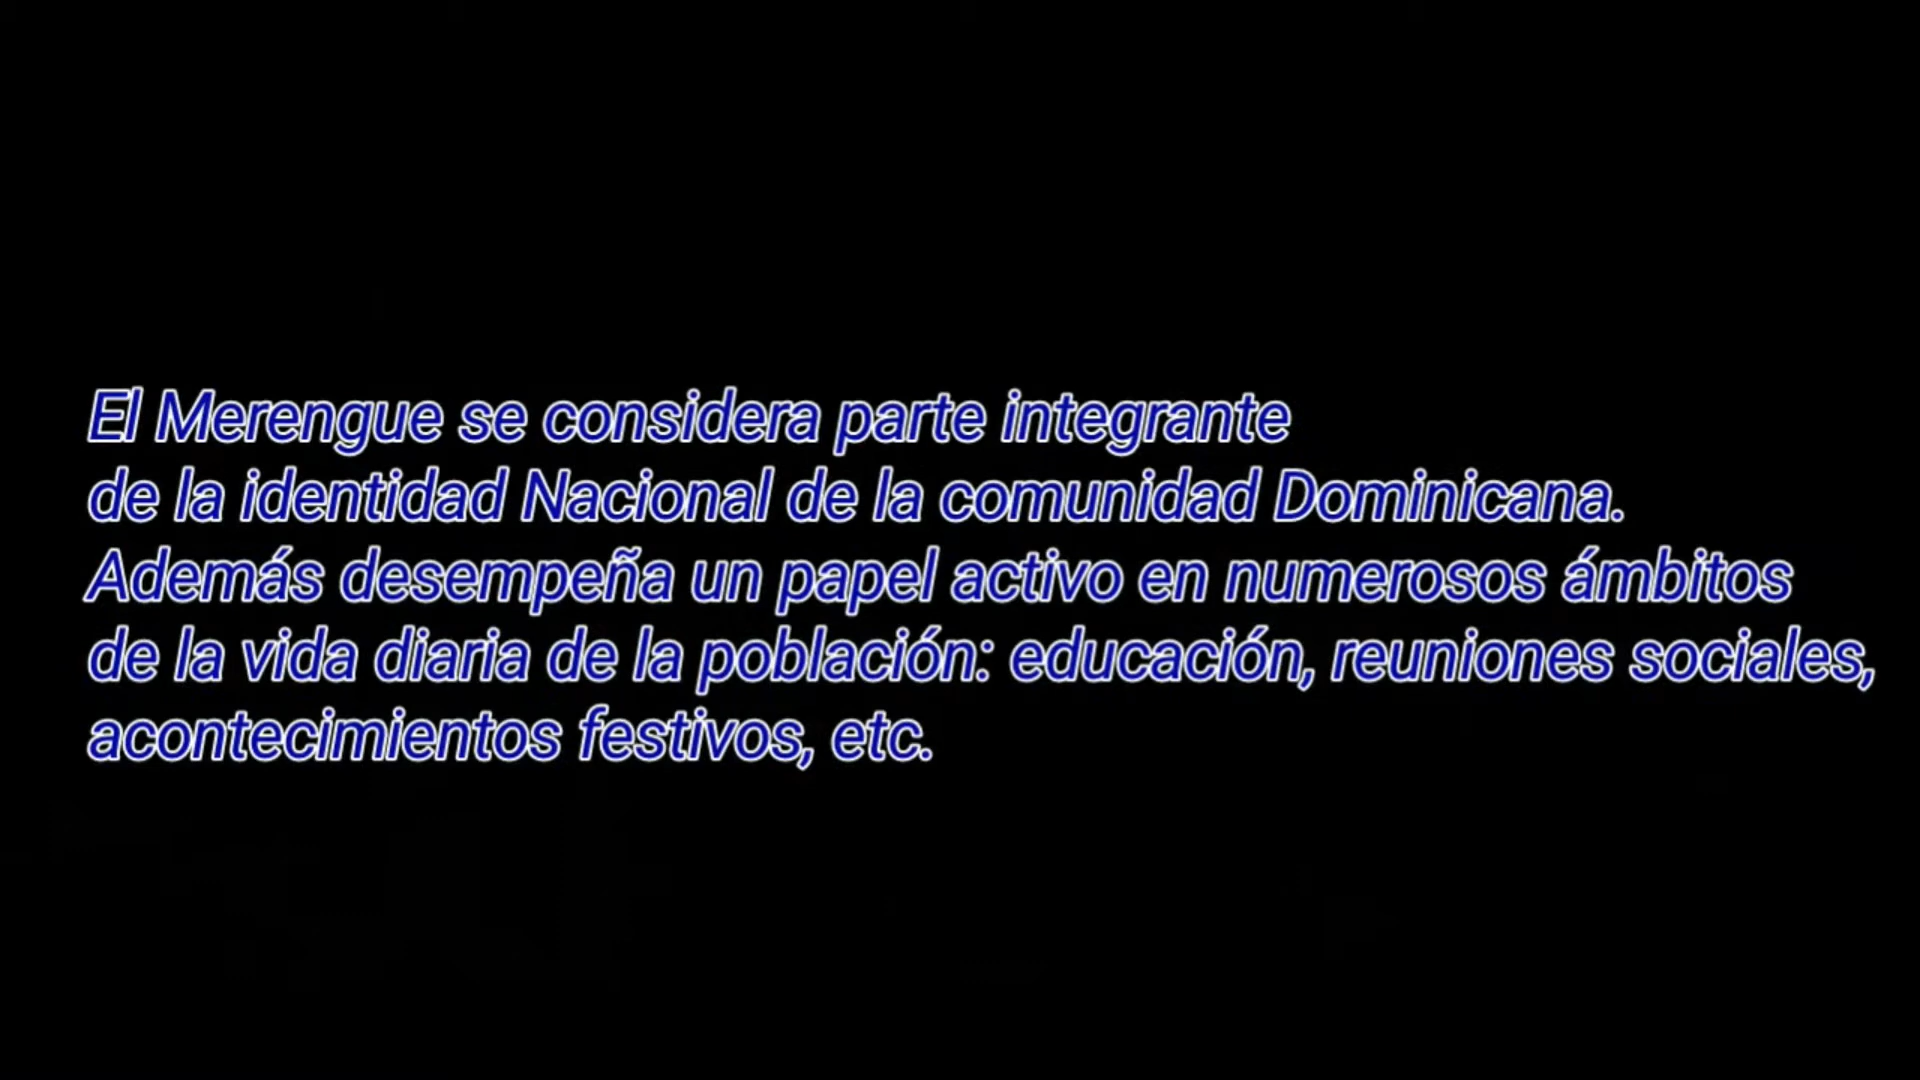 El Merengue se considera parte integrante
de la identidad Nacional de la comunidad Dominicana.
Además desempeña un papel activo en numerosos ámbitos
de la vida diaria de la población: educación, reuniones sociales,
acontecimientos festivos, etc.